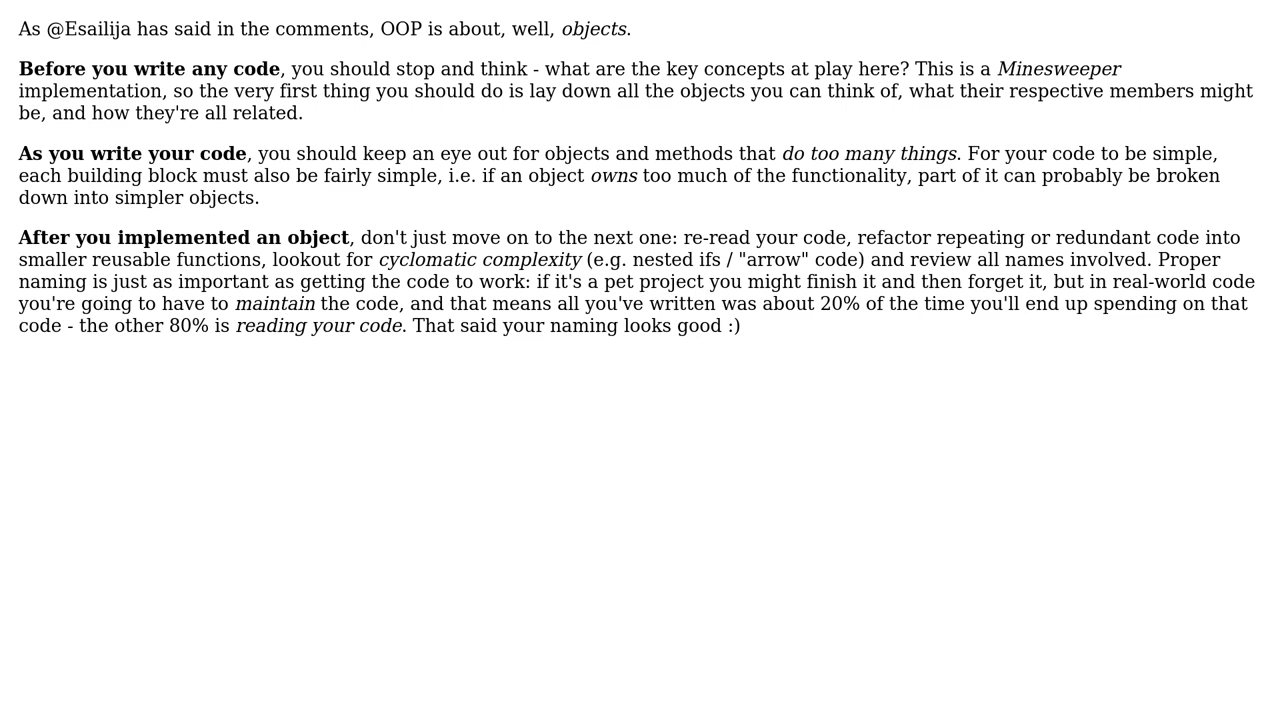 As @Esailija has said in the comments, OOP is about, well, objects.
Before you write any code, you should stop and think - what are the key concepts at play here? This is a Minesweeper
implementation, so the very first thing you should do is lay down all the objects you can think of, what their respective members might
be, and how they're all related.
As you write your code, you should keep an eye out for objects and methods that do too many things. For your code to be simple,
each building block must also be fairly simple, i.e. if an object owns too much of the functionality, part of it can probably be broken
down into simpler objects.
After you implemented an object, don't just move on to the next one: re-read your code, refactor repeating or redundant code into
smaller reusable functions, lookout for cyclomatic complexity (e.g. nested ifs / "arrow" code) and review all names involved. Proper
naming is just as important as getting the code to work: if it's a pet project you might finish it and then forget it, but in real-world code
you're going to have to maintain the code, and that means all you've written was about 20% of the time you'll end up spending on that
code - the other 80% is reading your code. That said your naming looks good :)